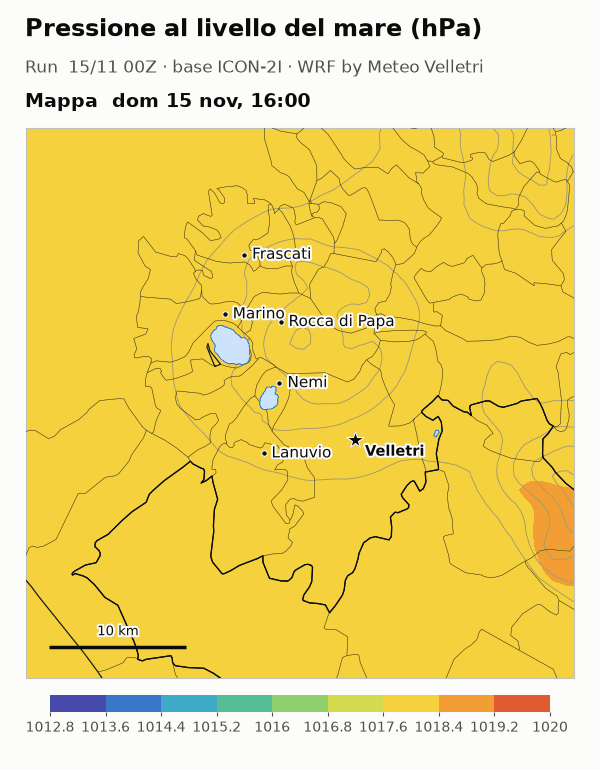 Pressione al livello del mare (hPa)
Run  15/11 00Z · base ICON-2I · WRF by Meteo Velletri
Mappa  dom 15 nov, 16:00
Frascati
Marino
Rocca di Papa
Nemi
Velletri
Lanuvio
10 km
1012.8 1013.6 1014.4 1015.2 1016 1016.8 1017.6 1018.4 1019.2 1020